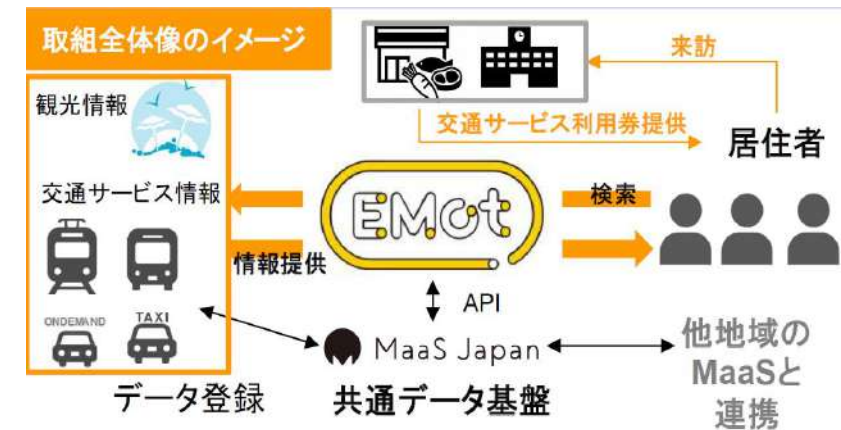 取組全体像のイメージ
来訪
観光情報
交通サービス利用券提供
居住者
交通サービス情報
EMot
検索
情報提供
API
ONDEMAND
TAXI
MaaS Japan
他地域の
MaaSと
連携
データ登録
共通データ基盤